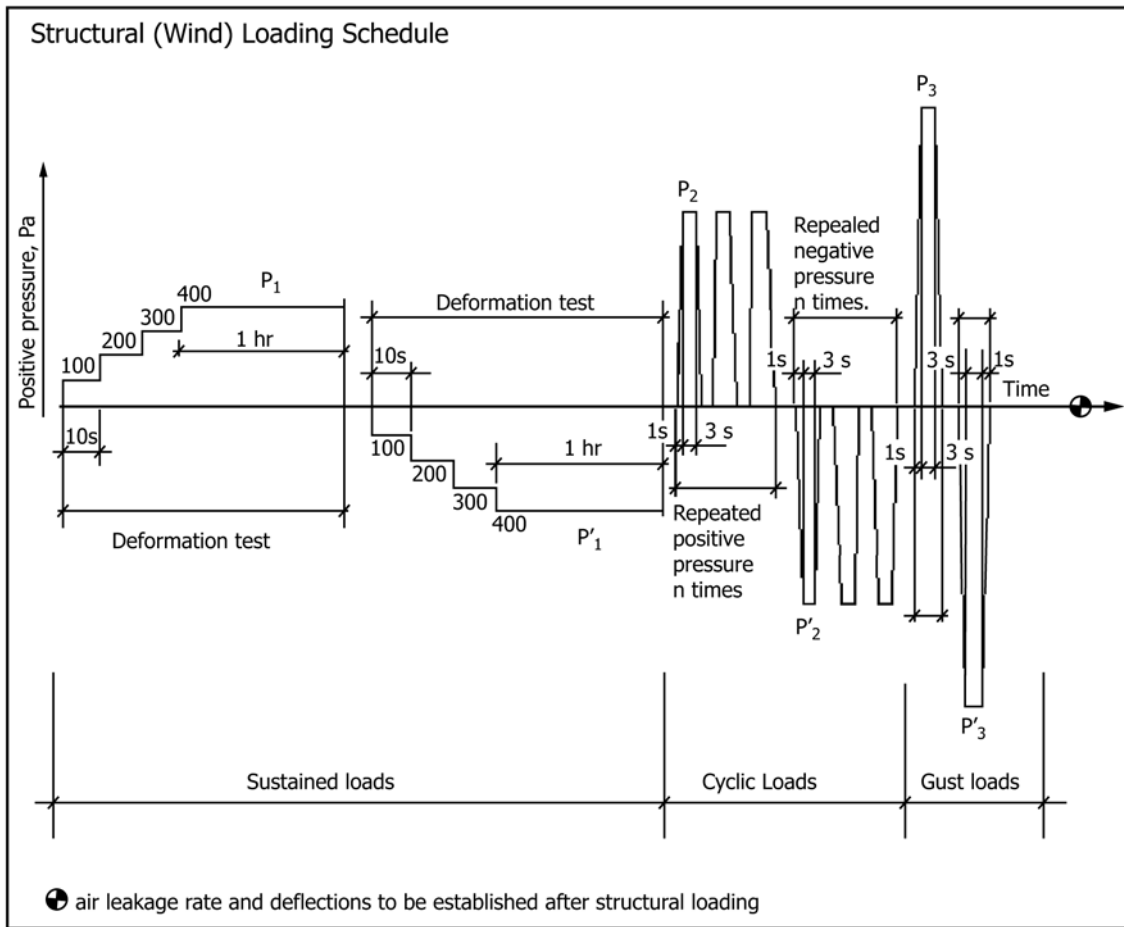 Structural (Wind) Loading Schedule
Positive pressure, Pa
100
200
300
400
P1
1 hr
10s
Deformation test
Deformation test
10s
100
200
300
400
1 hr
P'1
P2
1s
3 s
Repeated
positive
pressure
n times
Repealed
negative
pressure
n times.
1s
3 s
P'2
P3
1s
3 s
3 s
1s
P'3
Time
Sustained loads
Cyclic Loads
Gust loads
air leakage rate and deflections to be established after structural loading